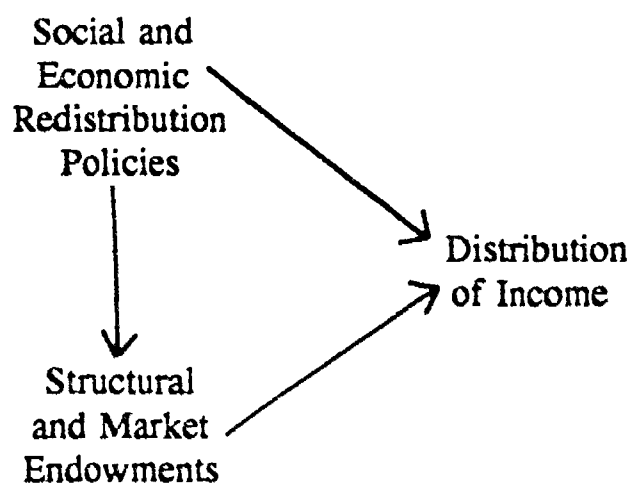 Social and
Economic
Redistribution
Policies
Distribution
of Income
Structural
and Market
Endowments